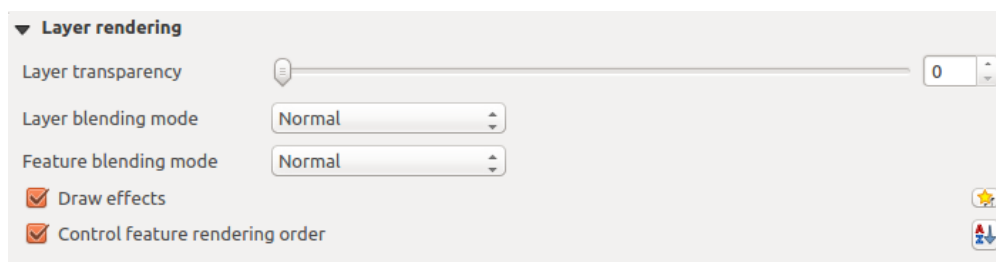 Layer rendering
Layer transparency 0
Layer blending mode Normal
Feature blending mode Normal
Draw effects
Control feature rendering order